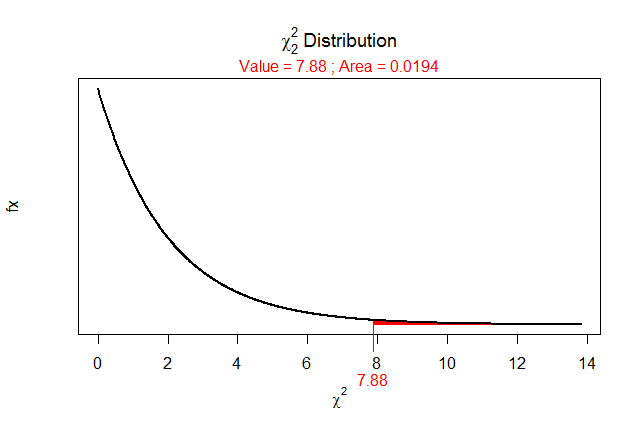 χ²₂ Distribution
Value = 7.88 ; Area = 0.0194
fx
0 2 4 6 8 10 12 14
7.88
χ²